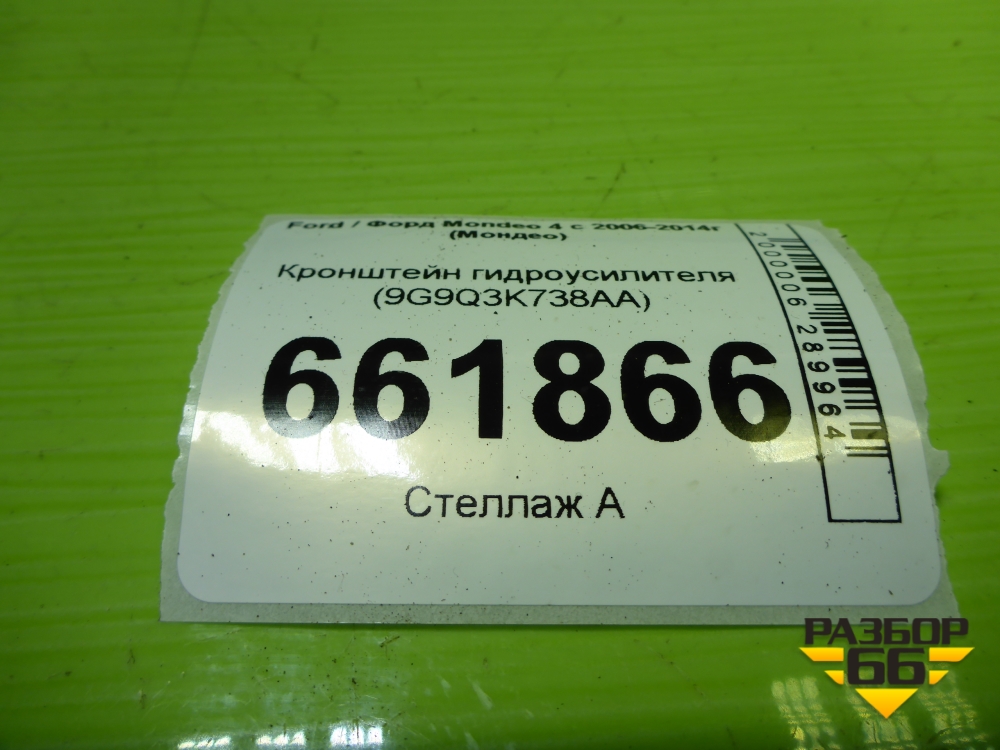 Ford / Форд Mondeo 4 с 2006-2014г
(Мондео)
Кронштейн гидроусилителя
(9G9Q3K738AA)
661866
Стеллаж А
2000006289964
РАЗБОР
66